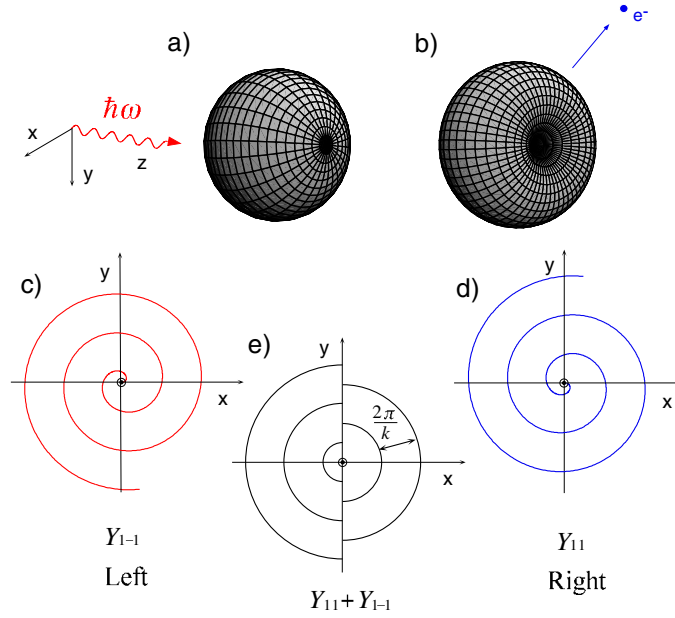 a)
b)
e-
ħω
x
y
z
c)
y
x
d)
y
x
e)
y
2π
k
x
Y1−1
Left
Y11
Right
Y11 + Y1−1